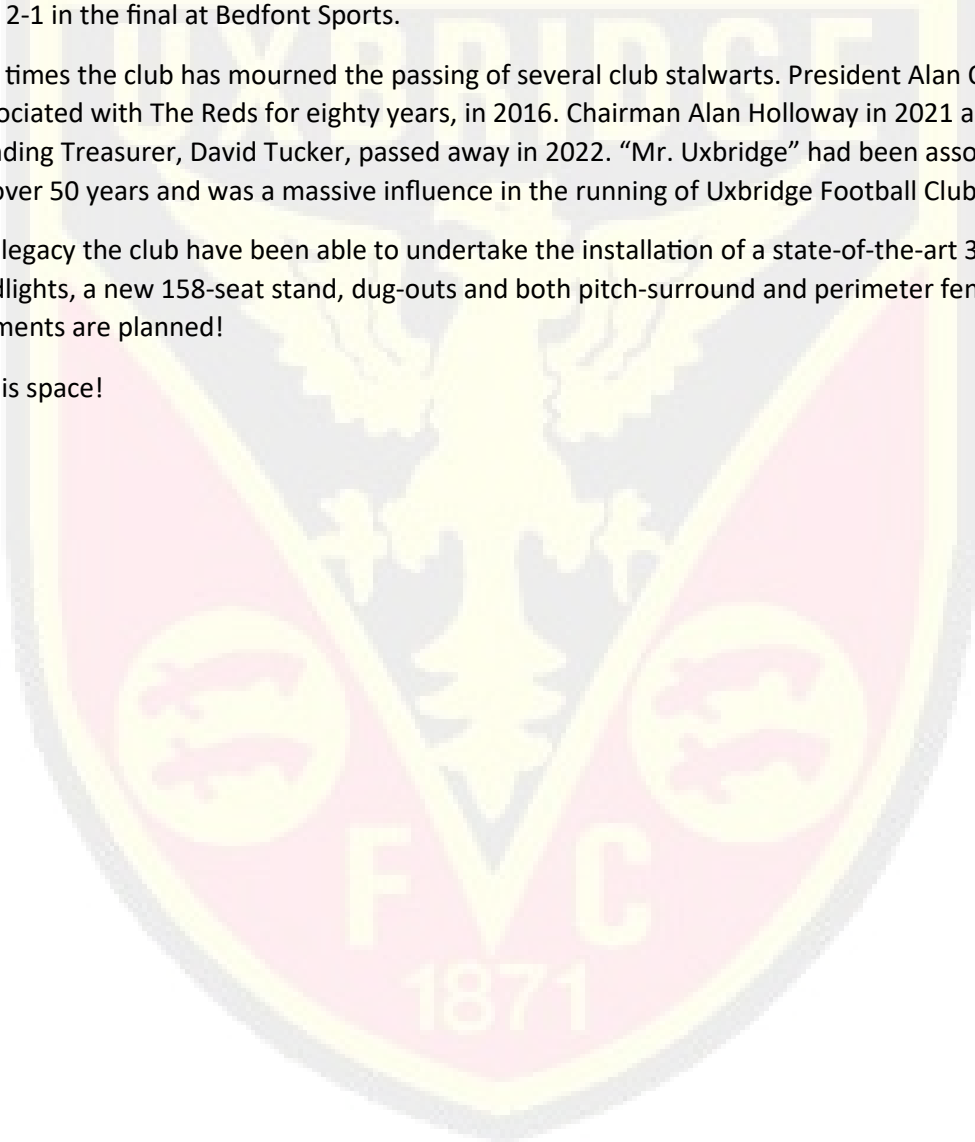 2-1 in the final at Bedfont Sports.
times the club has mourned the passing of several club stalwarts. President Alan
ociated with The Reds for eighty years, in 2016. Chairman Alan Holloway in 2021 a
ding Treasurer, David Tucker, passed away in 2022. “Mr. Uxbridge” had been asso
over 50 years and was a massive influence in the running of Uxbridge Football Club
legacy the club have been able to undertake the installation of a state-of-the-art 3
dlights, a new 158-seat stand, dug-outs and both pitch-surround and perimeter fen
ments are planned!
is space!
UXBRIDGE
F C
1871